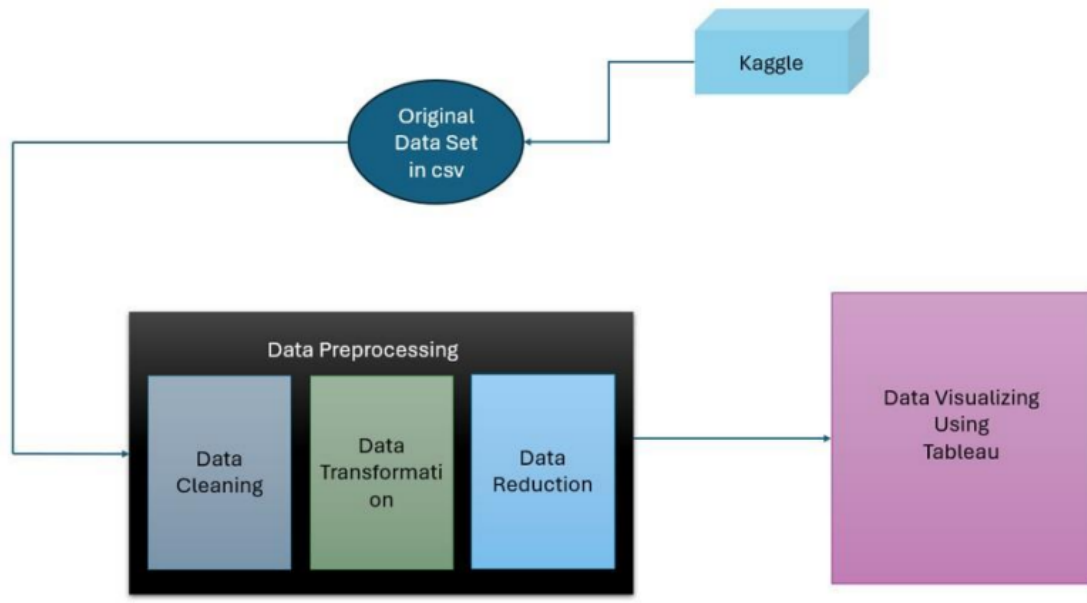 Kaggle
Original
Data Set
in csv
Data Preprocessing
Data
Cleaning
Data
Transformati
on
Data
Reduction
Data Visualizing
Using
Tableau